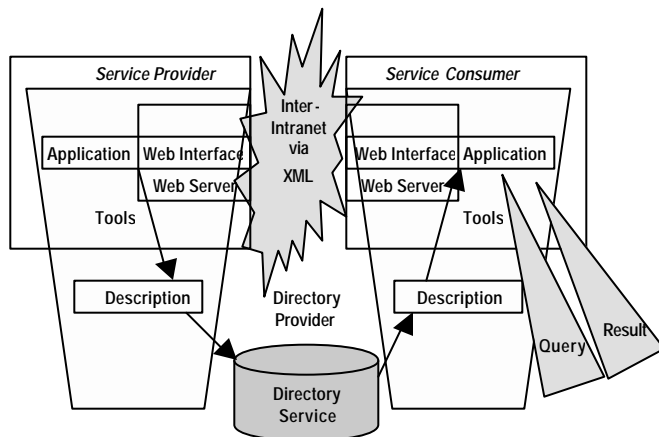 Service Provider
Service Consumer
Inter-
Intranet
via
XML
Application
Web Interface
Web Server
Tools
Web Interface
Application
Web Server
Tools
Description
Directory
Provider
Description
Directory
Service
Query
Result